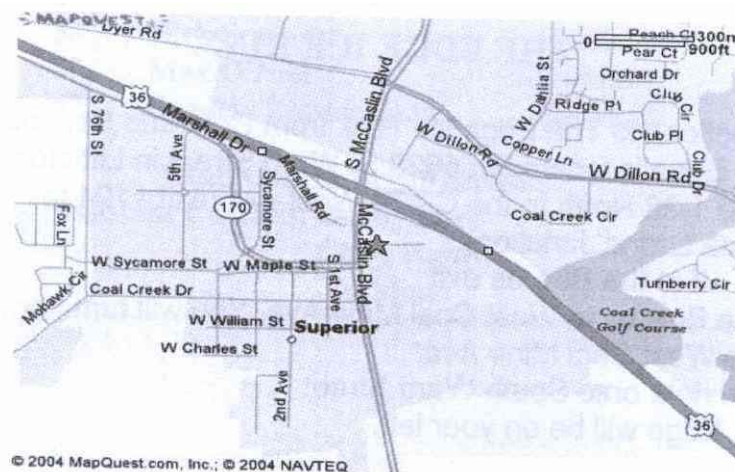 MAPQUEST
Dyer Rd
Peach Ct
0 300m
900ft
Pear Ct
Orchard Dr
Club Cir
36
S 76th St
Marshall Dr
S McCaslin Blvd
W Dahlia St
Ridge Pl
Club Pl
W Dillon Rd
Copper Ln
W Dillon Rd
Club Dr
5th Ave
Sycamore St
Marshall Rd
170
Coal Creek Cir
Fox Ln
McCaslin Blvd
W Sycamore St
W Maple St
S 1st Ave
Mohawk Cir
Coal Creek Dr
Turnberry Cir
W William St
Superior
Coal Creek
Golf Course
W Charles St
2nd Ave
36
© 2004 MapQuest.com, Inc.; © 2004 NAVTEQ